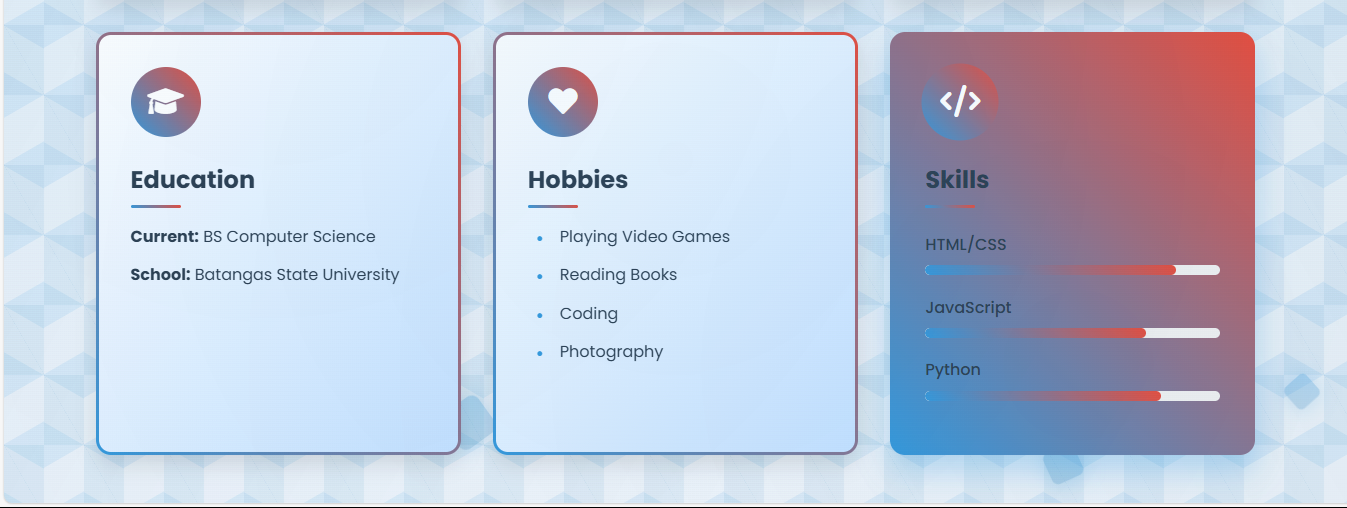 Education
Current: BS Computer Science
School: Batangas State University
Hobbies
Playing Video Games
Reading Books
Coding
Photography
Skills
HTML/CSS
JavaScript
Python